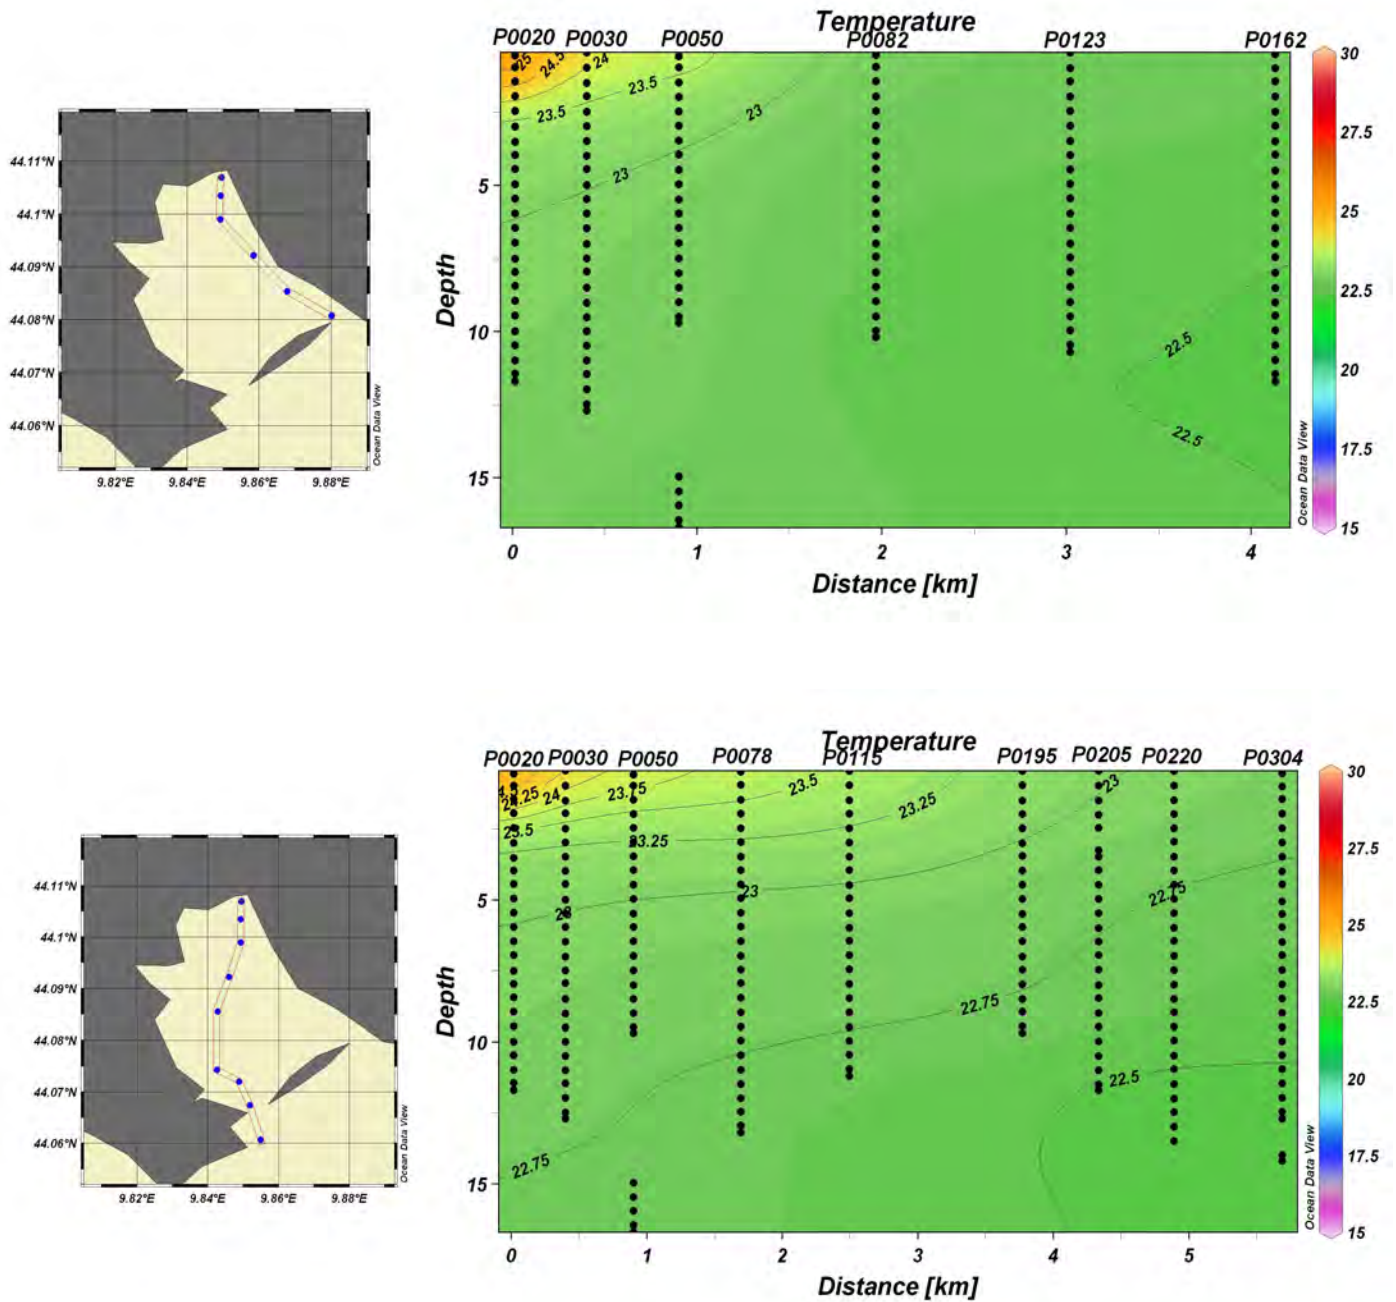 Temperature
P0020 P0030 P0050 P0082 P0123 P0162
25 24.5 24
23.5 23.5
23
23
22.5
22.5
5
10
15
Depth
0 1 2 3 4
Distance [km]
30
27.5
25
22.5
20
17.5
15
Ocean Data View
44.11°N
44.1°N
44.09°N
44.08°N
44.07°N
44.06°N
9.82°E 9.84°E 9.86°E 9.88°E
Ocean Data View
Temperature
P0020 P0030 P0050 P0078 P0115 P0195 P0205 P0220 P0304
24 23.75 23.5 23
23.25
23.5 23.25
23 23
22.75
22.75
22.5
22.75
5
10
15
Depth
0 1 2 3 4 5
Distance [km]
30
27.5
25
22.5
20
17.5
15
Ocean Data View
44.11°N
44.1°N
44.09°N
44.08°N
44.07°N
44.06°N
9.82°E 9.84°E 9.86°E 9.88°E
Ocean Data View